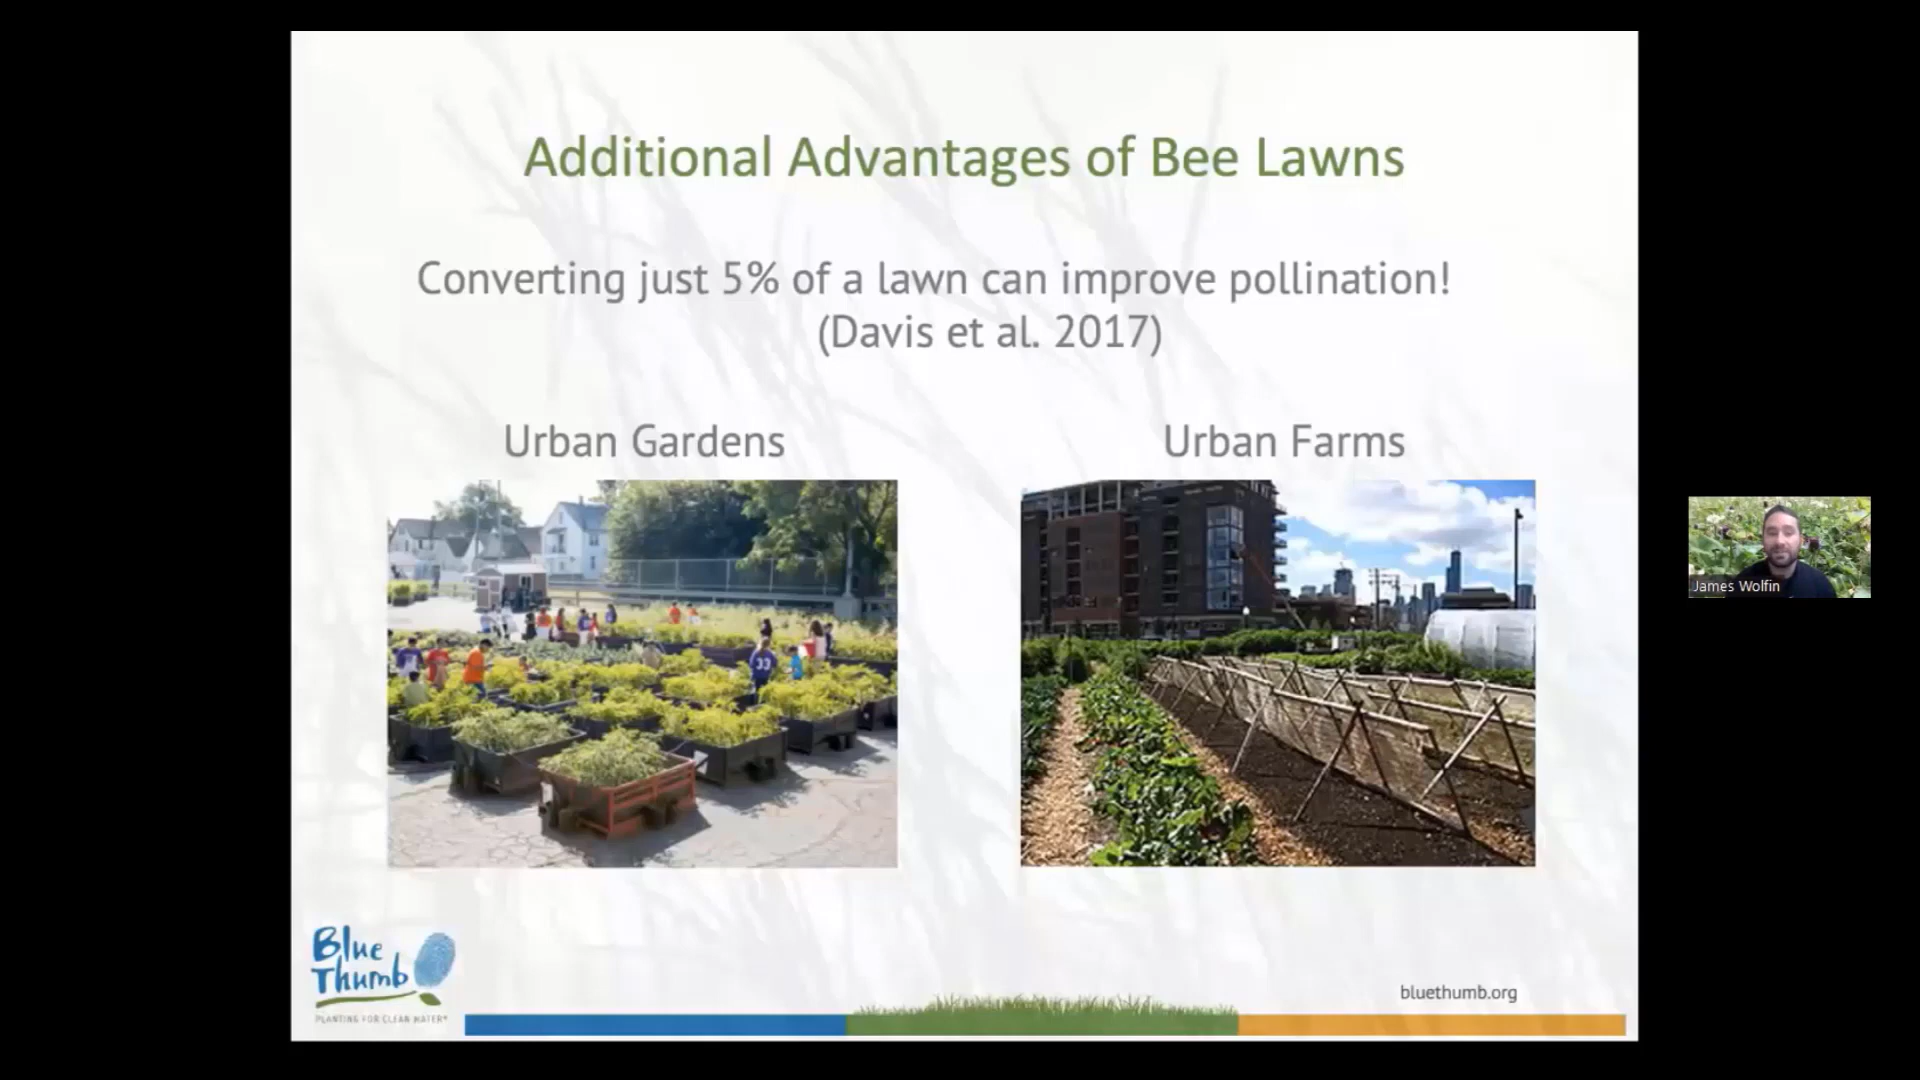 Additional Advantages of Bee Lawns
Converting just 5% of a lawn can improve pollination!
(Davis et al. 2017)
Urban Gardens
Urban Farms
33
James Wolfin
Blue
Thumb
PLANTING FOR CLEAN WATER
bluethumb.org